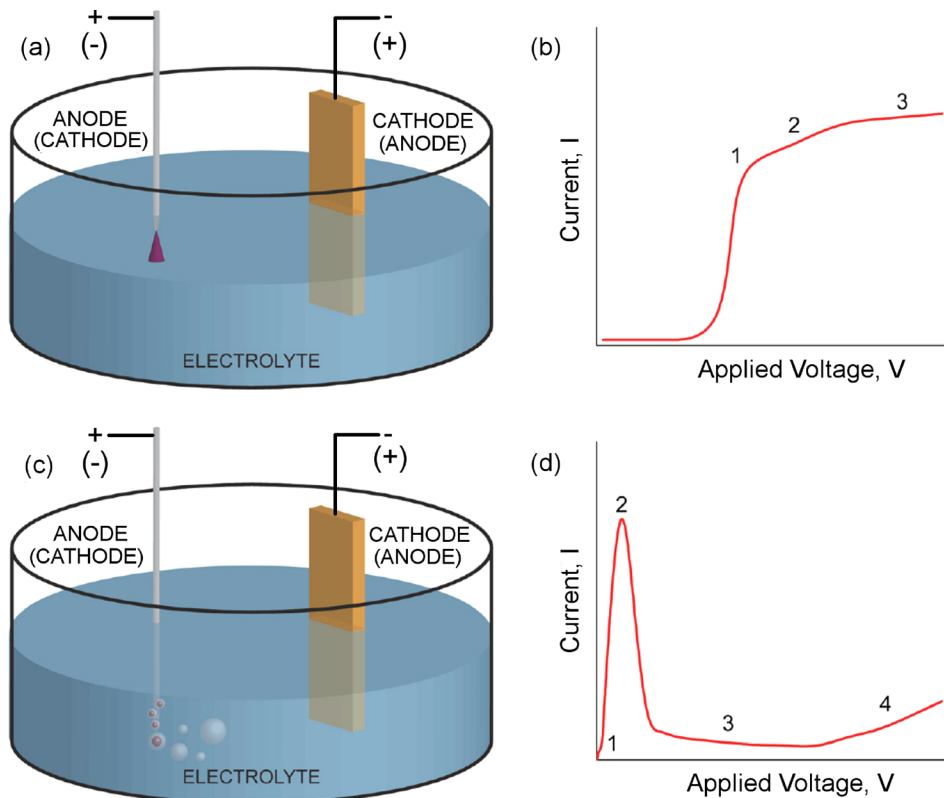 (a)
+
(-)
-
(+)
ANODE
(CATHODE)
CATHODE
(ANODE)
ELECTROLYTE
(b)
Current, I
1
2
3
Applied Voltage, V
(c)
+
(-)
-
(+)
ANODE
(CATHODE)
CATHODE
(ANODE)
ELECTROLYTE
(d)
Current, I
1
2
3
4
Applied Voltage, V